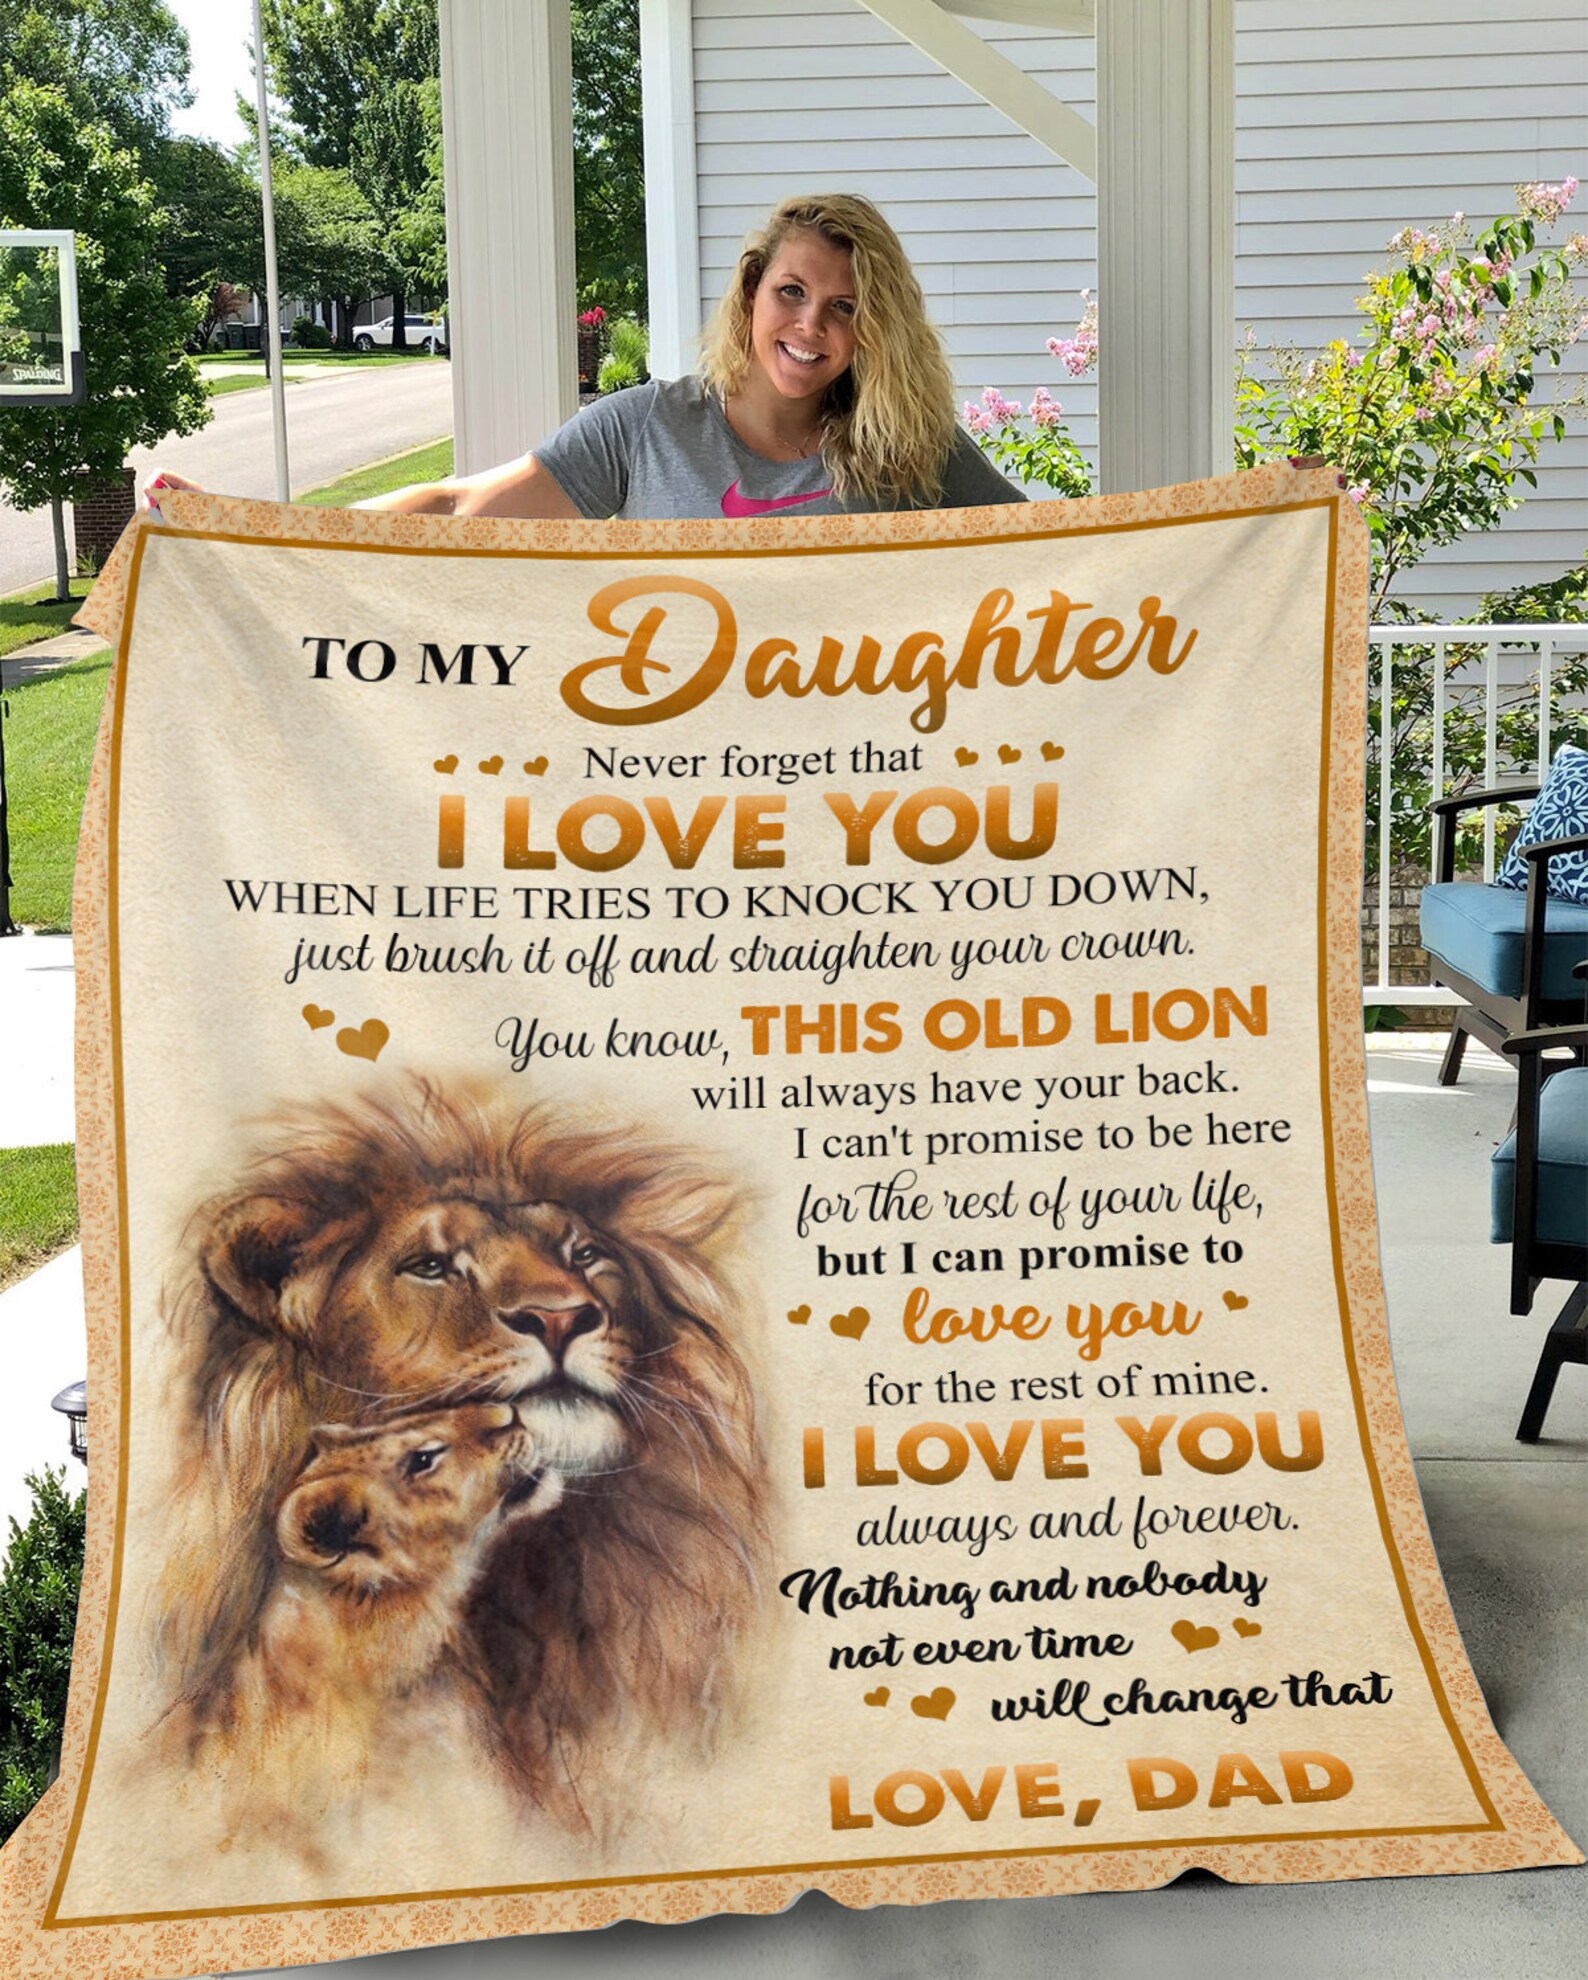 SPALDING
TO MY Daughter
Never forget that
I LOVE YOU
WHEN LIFE TRIES TO KNOCK YOU DOWN,
just brush it off and straighten your crown.
You know, THIS OLD LION
will always have your back.
I can't promise to be here
for the rest of your life,
but I can promise to
love you
for the rest of mine.
I LOVE YOU
always and forever.
Nothing and nobody
not even time
will change that
LOVE, DAD